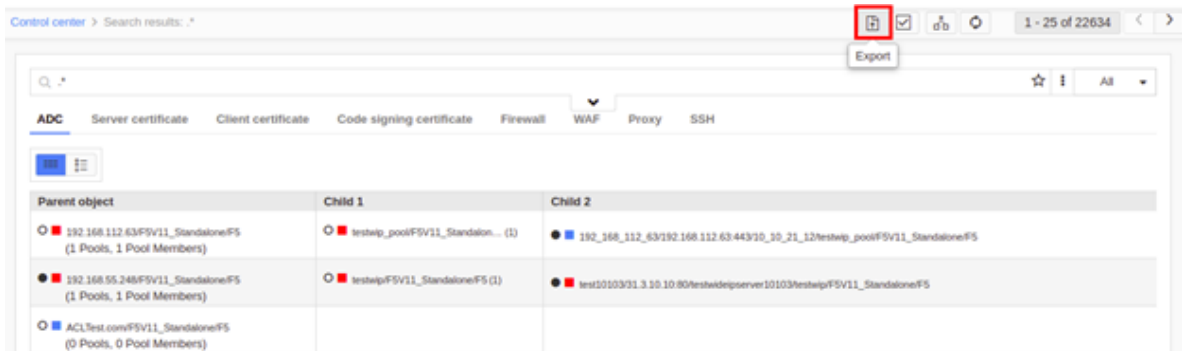 Control center > Search results: .*
1 - 25 of 22634 < >
Export
.*
All
ADC Server certificate Client certificate Code signing certificate Firewall WAF Proxy SSH
Parent object Child 1 Child 2
192.168.112.63/F5V11_Standalone/F5 testwip_pool/F5V11_Standalon... (1) 192_168_112_63/192.168.112.63:443/10_10_21_12/testwip_pool/F5V11_Standalone/F5
(1 Pools, 1 Pool Members)
192.168.55.248/F5V11_Standalone/F5 testwip/F5V11_Standalone/F5 (1) test10103/31.3.10.10:80/testwideipserver10103/testwip/F5V11_Standalone/F5
(1 Pools, 1 Pool Members)
ACLTest.com/F5V11_Standalone/F5
(0 Pools, 0 Pool Members)